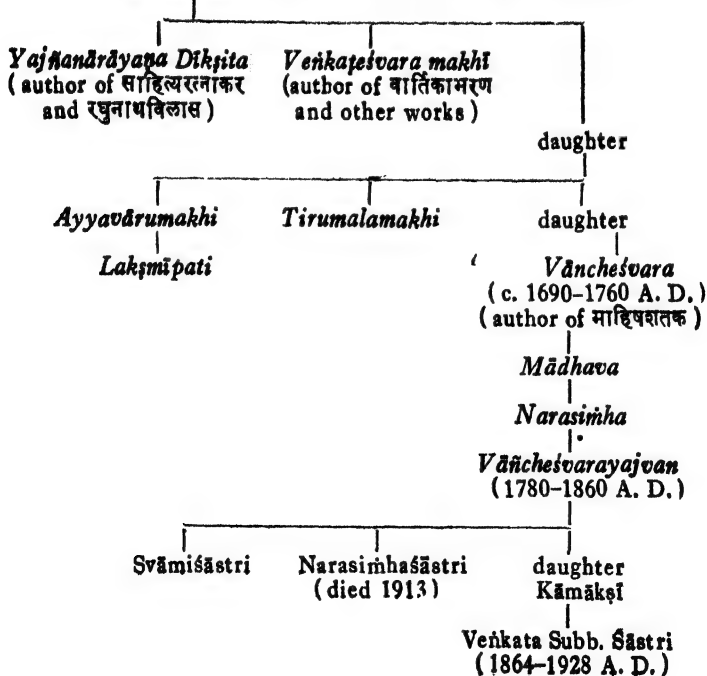 Yajñanārāyaṇa Dīkṣita
(author of साहित्यरत्नाकर
and रघुनाथविलास)
Veṅkaṭeśvara makhī
(author of वार्तिकाभरण
and other works)
daughter
Ayyavārumakhi
Tirumalamakhi
daughter
Lakṣmīpati
Vāncheśvara
(c. 1690-1760 A. D.)
(author of माहिषशतक)
Mādhava
Narasiṁha
Vāñcheśvarayajvan
(1780-1860 A. D.)
Svāmiśāstri
Narasiṁhaśāstri
(died 1913)
daughter
Kāmākṣī
Veṅkata Subb. Śāstri
(1864-1928 A. D.)